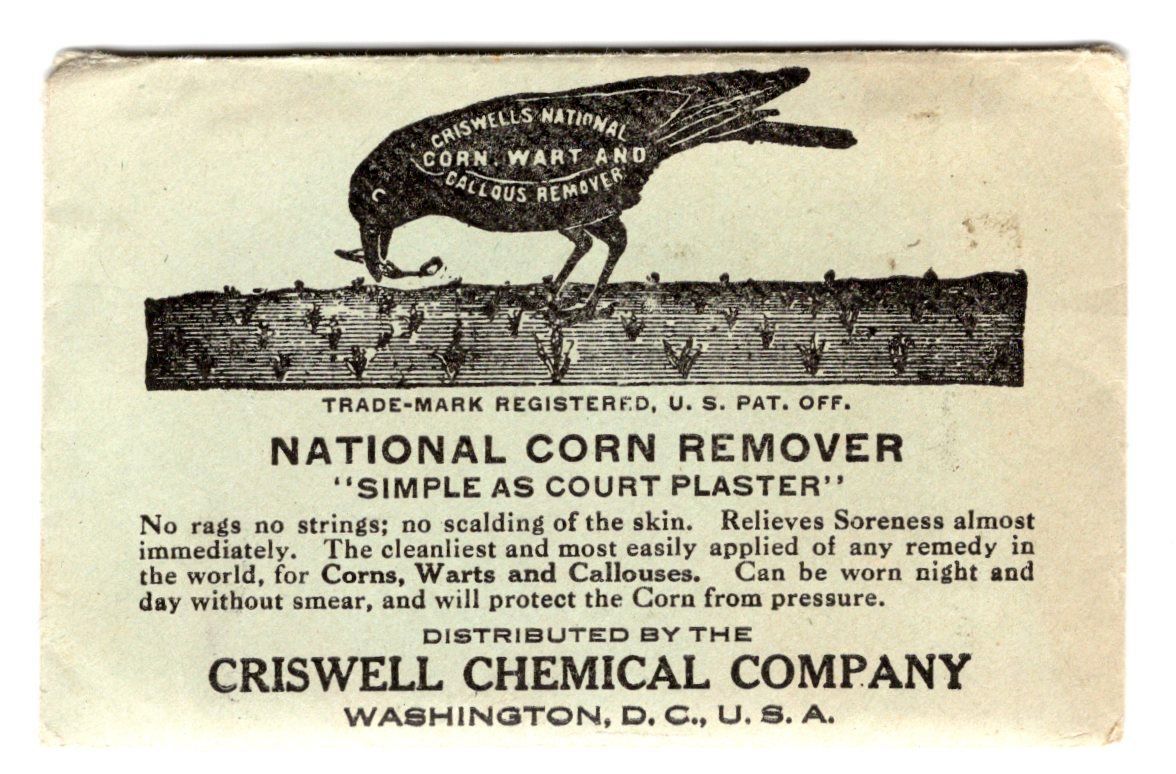 CRISWELLS NATIONAL
CORN, WART AND
CALLOUS REMOVER
TRADE-MARK REGISTERED, U. S. PAT. OFF.
NATIONAL CORN REMOVER
"SIMPLE AS COURT PLASTER"
No rags no strings; no scalding of the skin. Relieves Soreness almost
immediately. The cleanliest and most easily applied of any remedy in
the world, for Corns, Warts and Callouses. Can be worn night and
day without smear, and will protect the Corn from pressure.
DISTRIBUTED BY THE
CRISWELL CHEMICAL COMPANY
WASHINGTON, D. C., U. S. A.